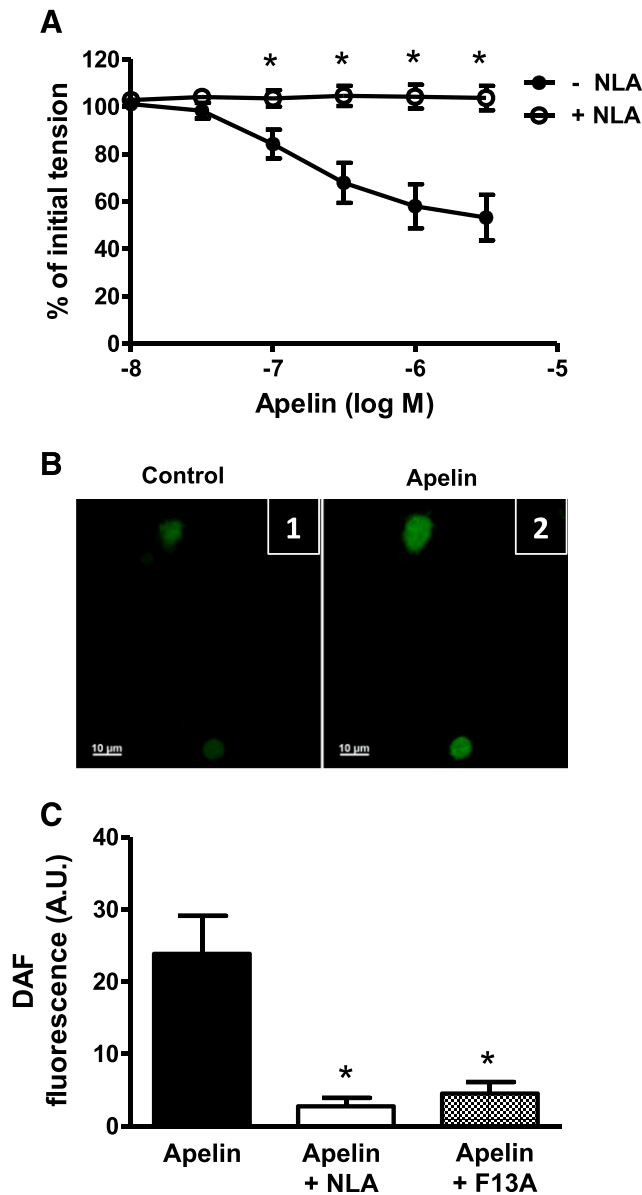 A
120
100
80
60
40
20
0
% of initial tension
* * * *
- NLA
+ NLA
-8 -7 -6 -5
Apelin (log M)
B
Control Apelin
1 2
10 µm 10 µm
C
40
30
20
10
0
DAF
fluorescence (A.U.)
* *
Apelin Apelin Apelin
+ NLA + F13A